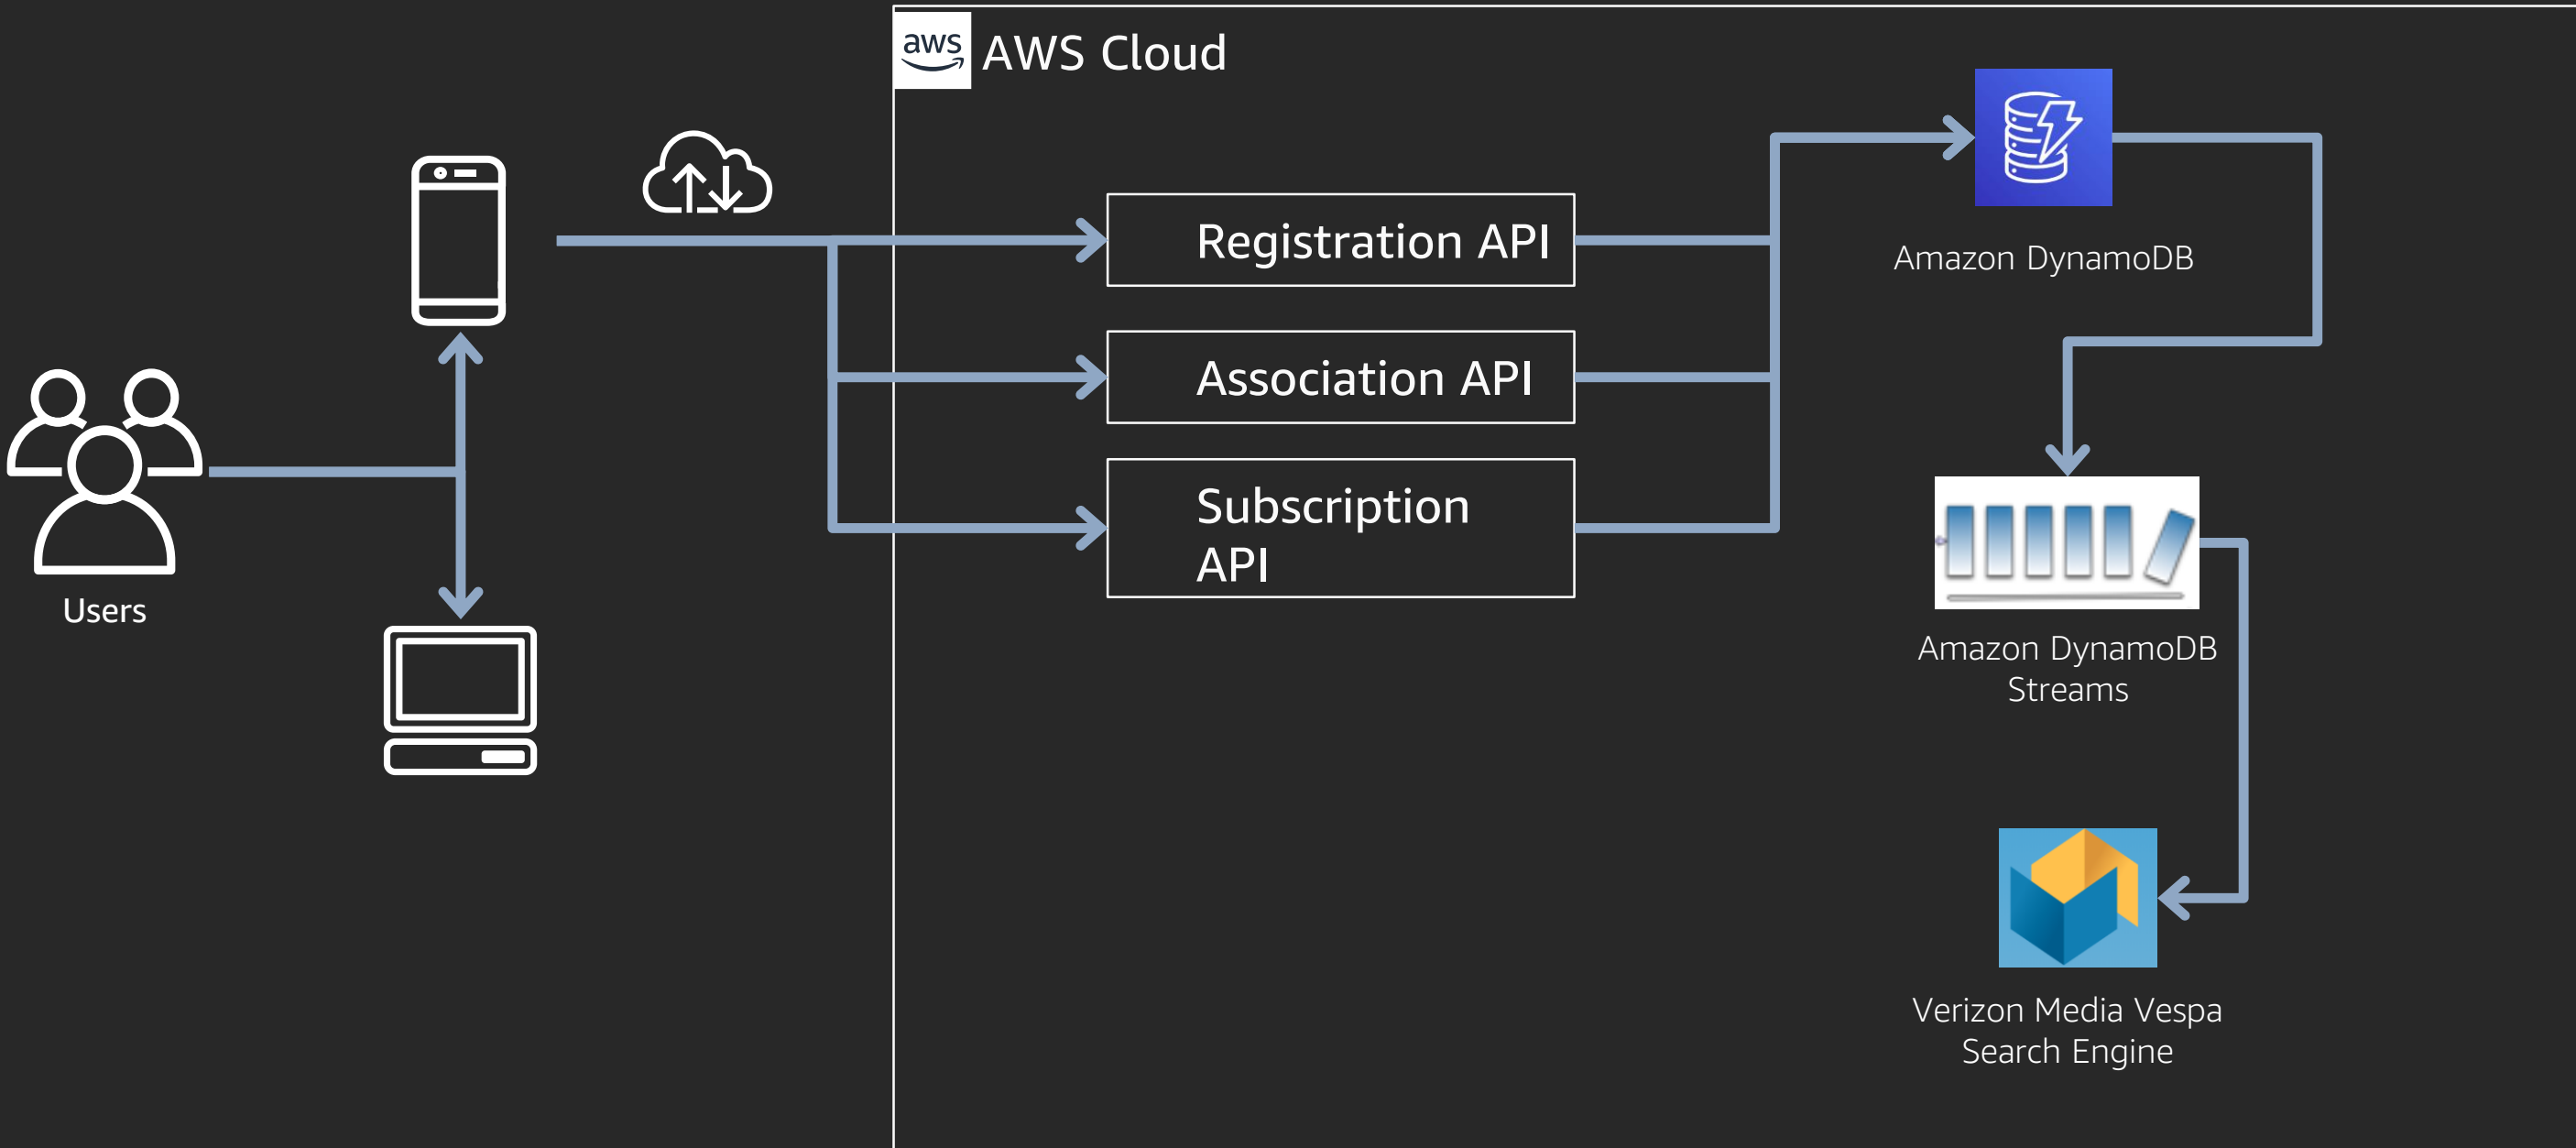 aws
AWS Cloud
Registration API
Amazon DynamoDB
Association API
Subscription
API
Users
Amazon DynamoDB
Streams
Verizon Media Vespa
Search Engine